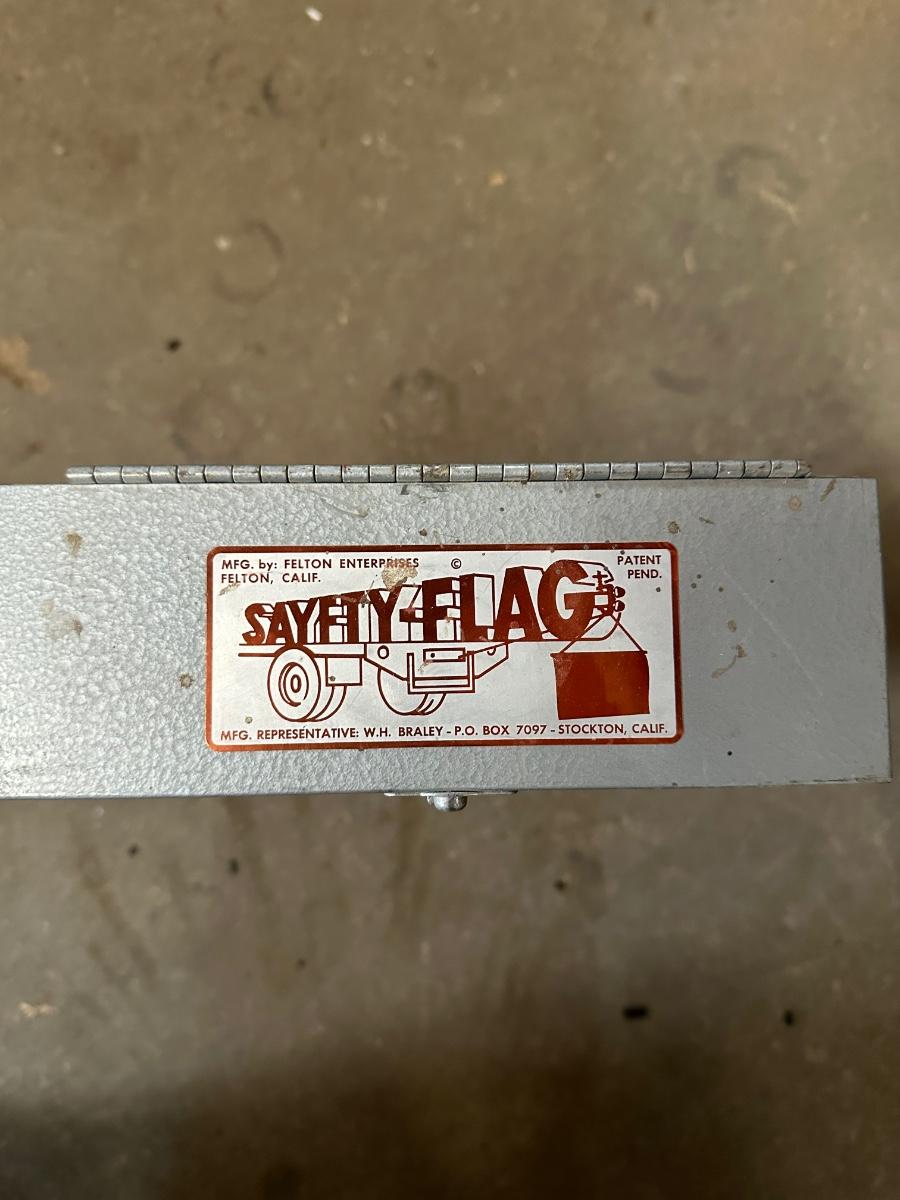 MFG. by: FELTON ENTERPRISES © PATENT
FELTON, CALIF. PEND.
SAYFTY-FLAG
MFG. REPRESENTATIVE: W.H. BRALEY - P.O. BOX 7097 - STOCKTON, CALIF.